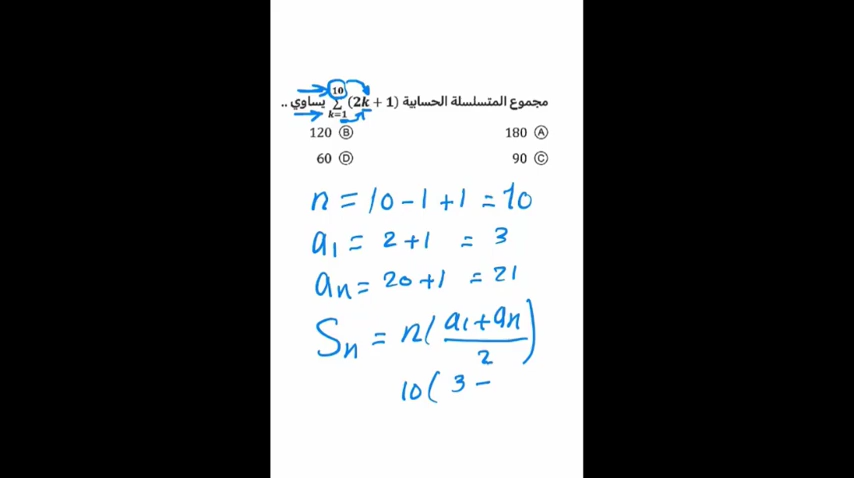 مجموع المتسلسلة الحسابية \sum_{k=1}^{10} (2k + 1) يساوي ..
Ⓐ 180 Ⓑ 120
Ⓒ 90 Ⓓ 60
n = 10 - 1 + 1 = 10
a₁ = 2 + 1 = 3
aₙ = 20 + 1 = 21
Sₙ = n( (a₁ + aₙ) / 2 )
10( 3 -